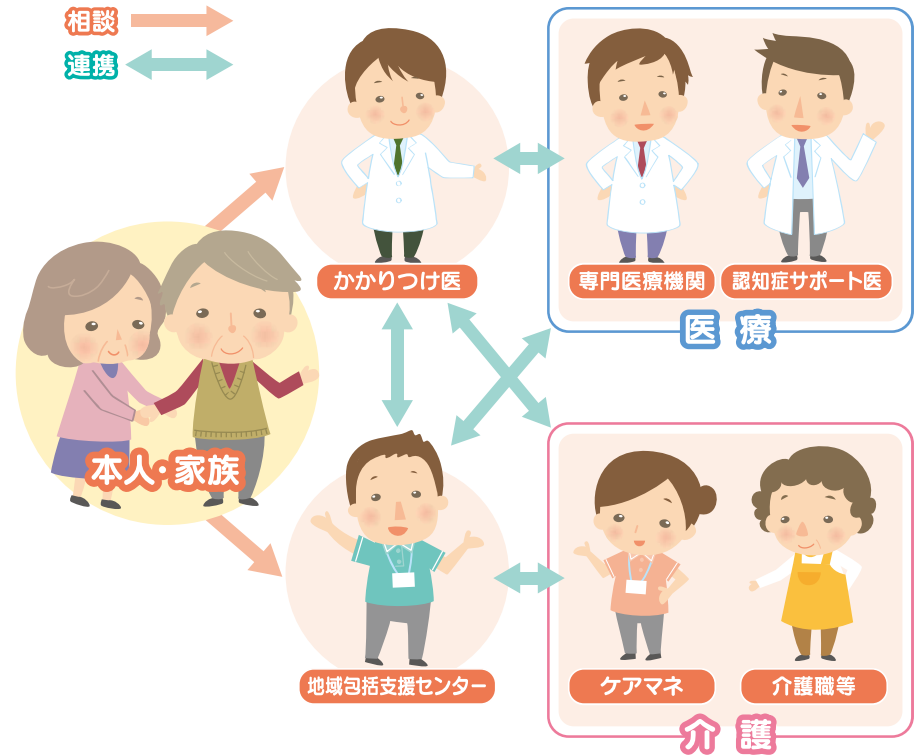 相談
連携
かかりつけ医
専門医療機関
認知症サポート医
医療
本人・家族
地域包括支援センター
ケアマネ
介護職等
介護